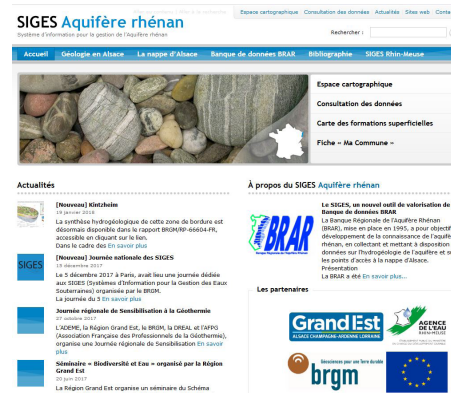 Espace cartographique Consultation des données Actualités Sites web Conta
SIGES Aquifère rhénan
Système d'information pour la gestion de l'Aquifère rhénan
Rechercher :
Accueil Géologie en Alsace La nappe d'Alsace Banque de données BRAR Bibliographie SIGES Rhin-Meuse
Espace cartographique
Consultation des données
Carte des formations superficielles
Fiche « Ma Commune »
Actualités
[Nouveau] Kintzheim
19 janvier 2018
La synthèse hydrogéologique de cette zone de bordure est
désormais disponible dans le rapport BRGM/RP-66604-FR,
accessible en cliquant sur le lien.
Dans le cadre des En savoir plus
SIGES
[Nouveau] Journée nationale des SIGES
15 décembre 2017
Le 5 décembre 2017 à Paris, avait lieu une journée dédiée
aux SIGES (Systèmes d'Information pour la Gestion des Eaux
Souterraines) organisée par le BRGM.
La journée du 5 En savoir plus
Journée régionale de Sensibilisation à la Géothermie
27 octobre 2017
L'ADEME, la Région Grand Est, le BRGM, la DREAL et l'AFPG
(Association Française des Professionnels de la Géothermie),
organise une Journée régionale de Sensibilisation En savoir
plus
Séminaire « Biodiversité et Eau » organisé par la Région
Grand Est
20 juin 2017
La Région Grand Est organise un séminaire du Schéma
À propos du SIGES Aquifère rhénan
BRAR
Le SIGES, un nouvel outil de valorisation de
Banque de données BRAR
La Banque Régionale de l'Aquifère Rhénan
(BRAR), mise en place en 1995, a pour objectif
développement de la connaissance de l'aquifè
rhénan, en collectant et mettant à disposition
données sur l'hydrogéologie de l'aquifère et su
les points d'accès à la nappe d'Alsace.
Présentation
La BRAR a été En savoir plus...
Les partenaires
Grand Est
ALSACE CHAMPAGNE-ARDENNE LORRAINE
AGENCE
DE L'EAU
RHIN-MEUSE
Géosciences pour une Terre durable
brgm